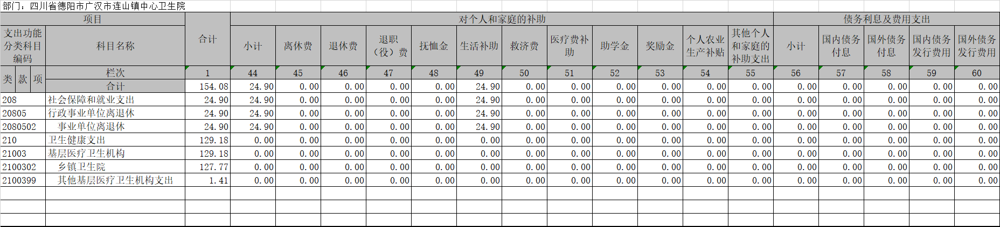 部门：四川省德阳市广汉市连山镇中心卫生院
项目 合计 对个人和家庭的补助 债务利息及费用支出
支出功能分类科目编码 科目名称 小计 离休费 退休费 退职（役）费 抚恤金 生活补助 救济费 医疗费补助 助学金 奖励金 个人农业生产补贴 其他个人和家庭的补助支出 小计 国内债务付息 国外债务付息 国内债务发行费用 国外债务发行费用
类 款 项 栏次 1 44 45 46 47 48 49 50 51 52 53 54 55 56 57 58 59 60
合计 154.08 24.90 0.00 0.00 0.00 0.00 24.90 0.00 0.00 0.00 0.00 0.00 0.00 0.00 0.00 0.00 0.00 0.00
208 社会保障和就业支出 24.90 24.90 0.00 0.00 0.00 0.00 24.90 0.00 0.00 0.00 0.00 0.00 0.00 0.00 0.00 0.00 0.00 0.00
20805 行政事业单位离退休 24.90 24.90 0.00 0.00 0.00 0.00 24.90 0.00 0.00 0.00 0.00 0.00 0.00 0.00 0.00 0.00 0.00 0.00
2080502 事业单位离退休 24.90 24.90 0.00 0.00 0.00 0.00 24.90 0.00 0.00 0.00 0.00 0.00 0.00 0.00 0.00 0.00 0.00 0.00
210 卫生健康支出 129.18 0.00 0.00 0.00 0.00 0.00 0.00 0.00 0.00 0.00 0.00 0.00 0.00 0.00 0.00 0.00 0.00 0.00
21003 基层医疗卫生机构 129.18 0.00 0.00 0.00 0.00 0.00 0.00 0.00 0.00 0.00 0.00 0.00 0.00 0.00 0.00 0.00 0.00 0.00
2100302 乡镇卫生院 127.77 0.00 0.00 0.00 0.00 0.00 0.00 0.00 0.00 0.00 0.00 0.00 0.00 0.00 0.00 0.00 0.00 0.00
2100399 其他基层医疗卫生机构支出 1.41 0.00 0.00 0.00 0.00 0.00 0.00 0.00 0.00 0.00 0.00 0.00 0.00 0.00 0.00 0.00 0.00 0.00